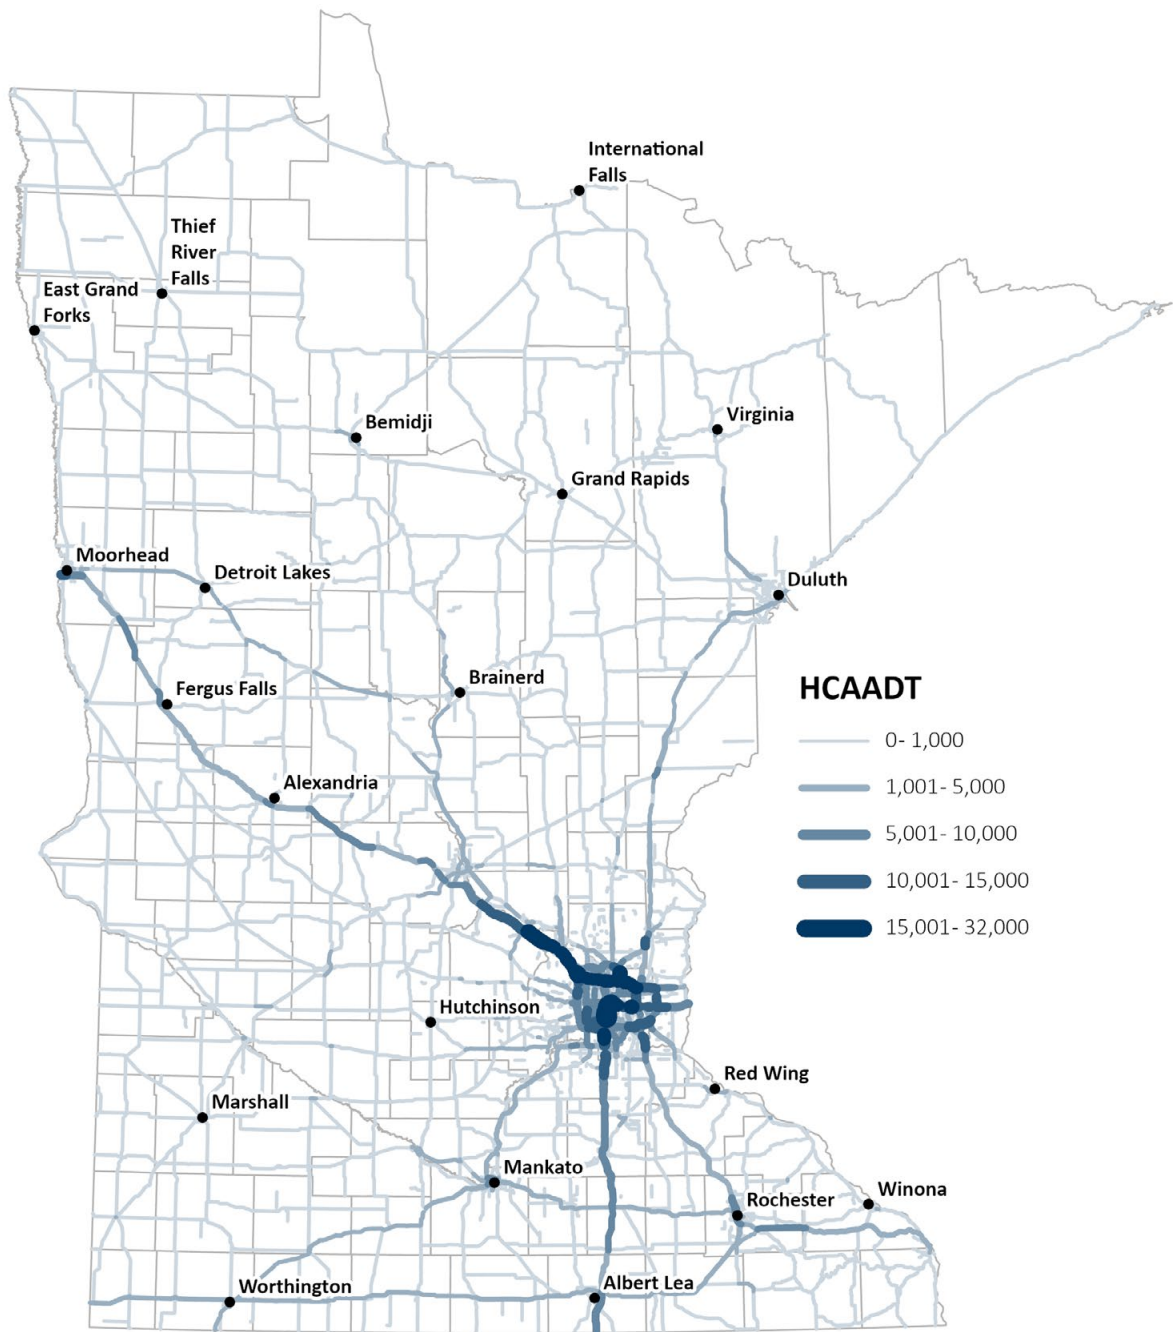 International
Falls
Thief
River
Falls
East Grand
Forks
Bemidji
Virginia
Grand Rapids
Moorhead
Detroit Lakes
Duluth
Fergus Falls
Brainerd
Alexandria
HCAADT
0- 1,000
1,001- 5,000
5,001- 10,000
10,001- 15,000
15,001- 32,000
Hutchinson
Red Wing
Marshall
Mankato
Rochester
Winona
Worthington
Albert Lea